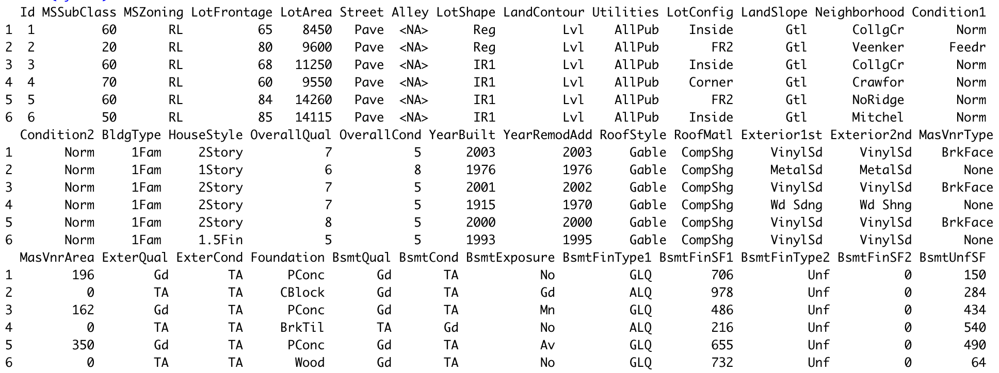 Id MSSubClass MSZoning LotFrontage LotArea Street Alley LotShape LandContour Utilities LotConfig LandSlope Neighborhood Condition1
1 1 60 RL 65 8450 Pave <NA> Reg Lvl AllPub Inside Gtl CollgCr Norm
2 2 20 RL 80 9600 Pave <NA> Reg Lvl AllPub FR2 Gtl Veenker Feedr
3 3 60 RL 68 11250 Pave <NA> IR1 Lvl AllPub Inside Gtl CollgCr Norm
4 4 70 RL 60 9550 Pave <NA> IR1 Lvl AllPub Corner Gtl Crawfor Norm
5 5 60 RL 84 14260 Pave <NA> IR1 Lvl AllPub FR2 Gtl NoRidge Norm
6 6 50 RL 85 14115 Pave <NA> IR1 Lvl AllPub Inside Gtl Mitchel Norm
Condition2 BldgType HouseStyle OverallQual OverallCond YearBuilt YearRemodAdd RoofStyle RoofMatl Exterior1st Exterior2nd MasVnrType
1 Norm 1Fam 2Story 7 5 2003 2003 Gable CompShg VinylSd VinylSd BrkFace
2 Norm 1Fam 1Story 6 8 1976 1976 Gable CompShg MetalSd MetalSd None
3 Norm 1Fam 2Story 7 5 2001 2002 Gable CompShg VinylSd VinylSd BrkFace
4 Norm 1Fam 2Story 7 5 1915 1970 Gable CompShg Wd Sdng Wd Shng None
5 Norm 1Fam 2Story 8 5 2000 2000 Gable CompShg VinylSd VinylSd BrkFace
6 Norm 1Fam 1.5Fin 5 5 1993 1995 Gable CompShg VinylSd VinylSd None
MasVnrArea ExterQual ExterCond Foundation BsmtQual BsmtCond BsmtExposure BsmtFinType1 BsmtFinSF1 BsmtFinType2 BsmtFinSF2 BsmtUnfSF
1 196 Gd TA PConc Gd TA No GLQ 706 Unf 0 150
2 0 TA TA CBlock Gd TA Gd ALQ 978 Unf 0 284
3 162 Gd TA PConc Gd TA Mn GLQ 486 Unf 0 434
4 0 TA TA BrkTil TA Gd No ALQ 216 Unf 0 540
5 350 Gd TA PConc Gd TA Av GLQ 655 Unf 0 490
6 0 TA TA Wood Gd TA No GLQ 732 Unf 0 64